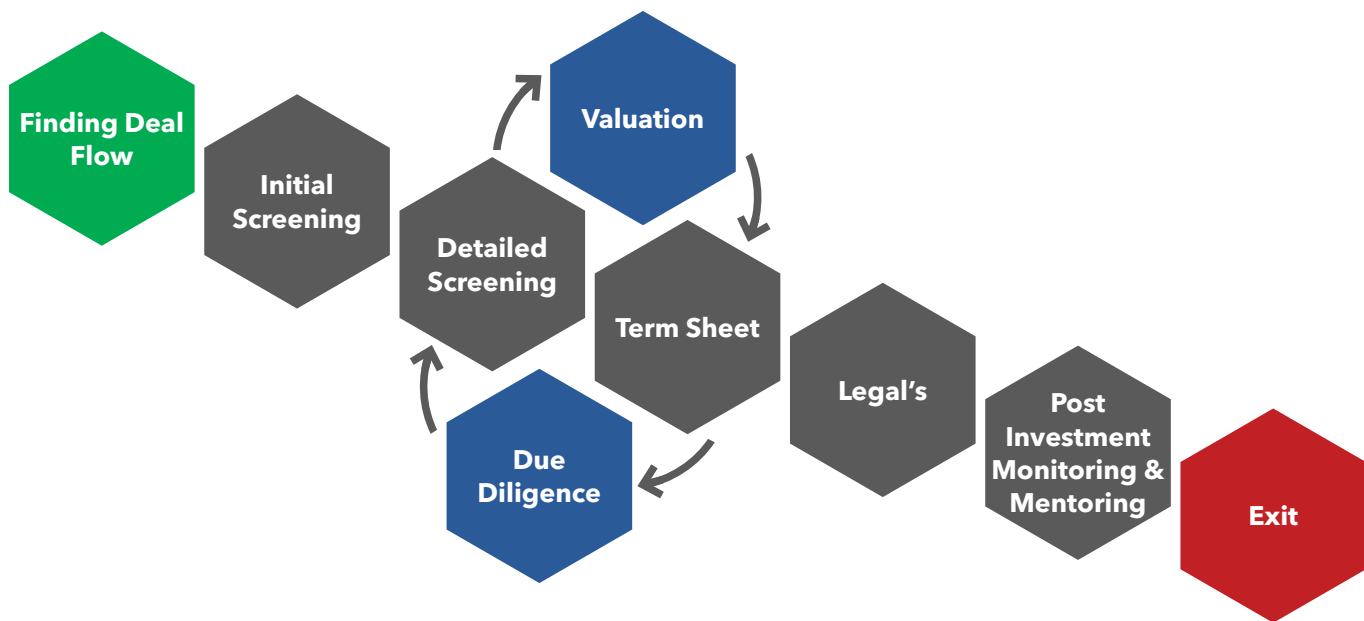 Finding Deal
Flow
Initial
Screening
Detailed
Screening
Valuation
Term Sheet
Due
Diligence
Legal’s
Post
Investment
Monitoring &
Mentoring
Exit